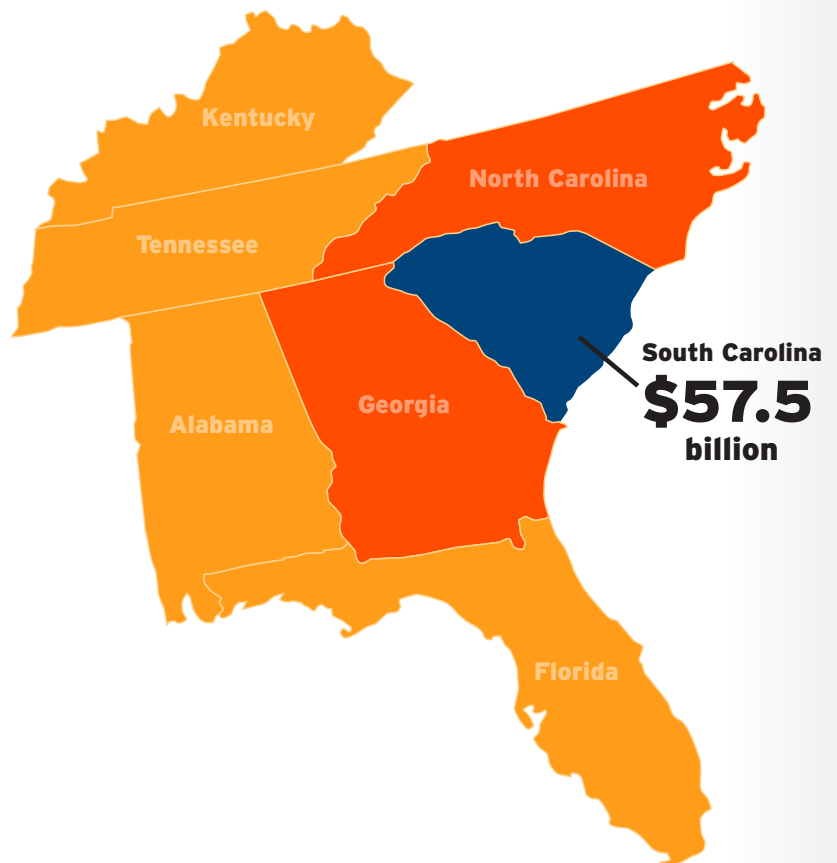 Kentucky
North Carolina
Tennessee
South Carolina
$57.5
billion
Georgia
Alabama
Florida